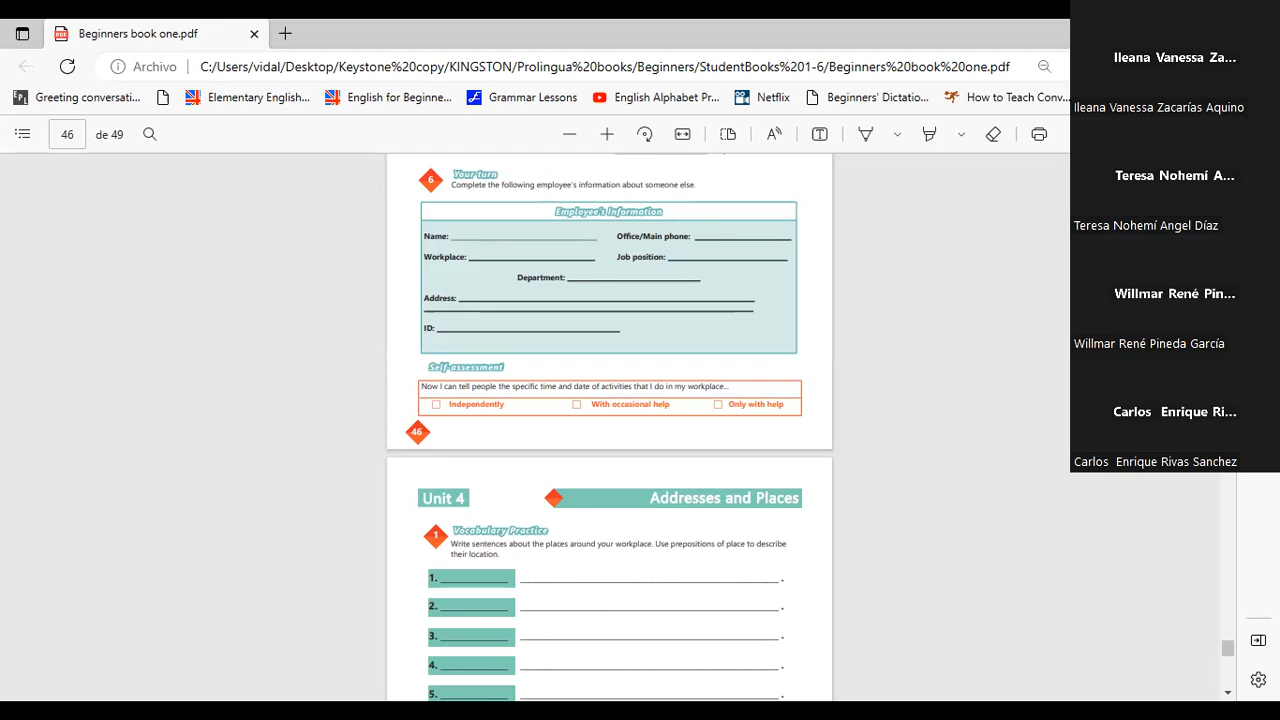 Beginners book one.pdf
Archivo
C:/Users/vidal/Desktop/Keystone%20copy/KINGSTON/Prolingua%20books/Beginners/StudentBooks%201-6/Beginners%20book%20one.pdf
Greeting conversati...
Elementary English...
English for Beginne...
Grammar Lessons
English Alphabet Pr...
Netflix
Beginners' Dictatio...
How to Teach Conv...
46 de 49
6 Your turn
Complete the following employee's information about someone else.
Employee's Information
Name: Office/Main phone:
Workplace: Job position:
Department:
Address:
ID:
Self-assessment
Now I can tell people the specific time and date of activities that I do in my workplace...
Independently With occasional help Only with help
46
Unit 4 Addresses and Places
1 Vocabulary Practice
Write sentences about the places around your workplace. Use prepositions of place to describe
their location.
1. .
2. .
3. .
4. .
5. .
Ileana Vanessa Za...
Ileana Vanessa Zacarías Aquino
Teresa Nohemí A...
Teresa Nohemí Angel Díaz
Willmar René Pin...
Willmar René Pineda García
Carlos Enrique Ri...
Carlos Enrique Rivas Sanchez